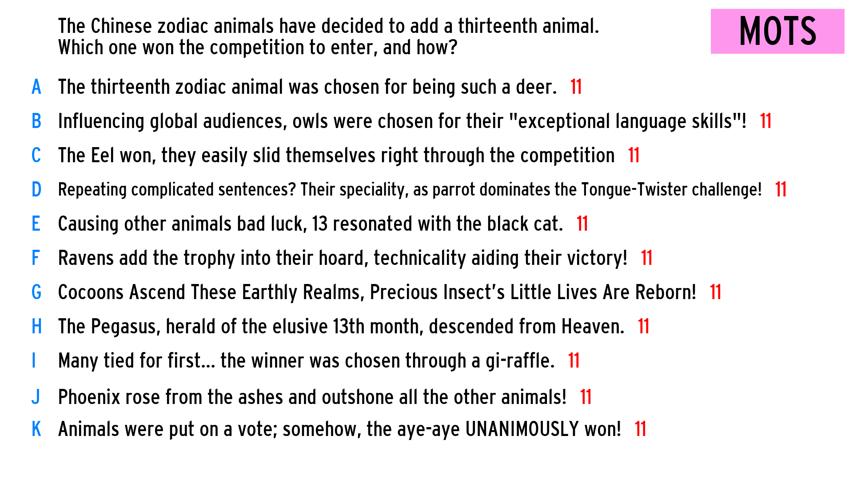 The Chinese zodiac animals have decided to add a thirteenth animal.
Which one won the competition to enter, and how?
MOTS
A The thirteenth zodiac animal was chosen for being such a deer. 11
B Influencing global audiences, owls were chosen for their "exceptional language skills"! 11
C The Eel won, they easily slid themselves right through the competition 11
D Repeating complicated sentences? Their speciality, as parrot dominates the Tongue-Twister challenge! 11
E Causing other animals bad luck, 13 resonated with the black cat. 11
F Ravens add the trophy into their hoard, technicality aiding their victory! 11
G Cocoons Ascend These Earthly Realms, Precious Insect's Little Lives Are Reborn! 11
H The Pegasus, herald of the elusive 13th month, descended from Heaven. 11
I Many tied for first... the winner was chosen through a gi-raffle. 11
J Phoenix rose from the ashes and outshone all the other animals! 11
K Animals were put on a vote; somehow, the aye-aye UNANIMOUSLY won! 11